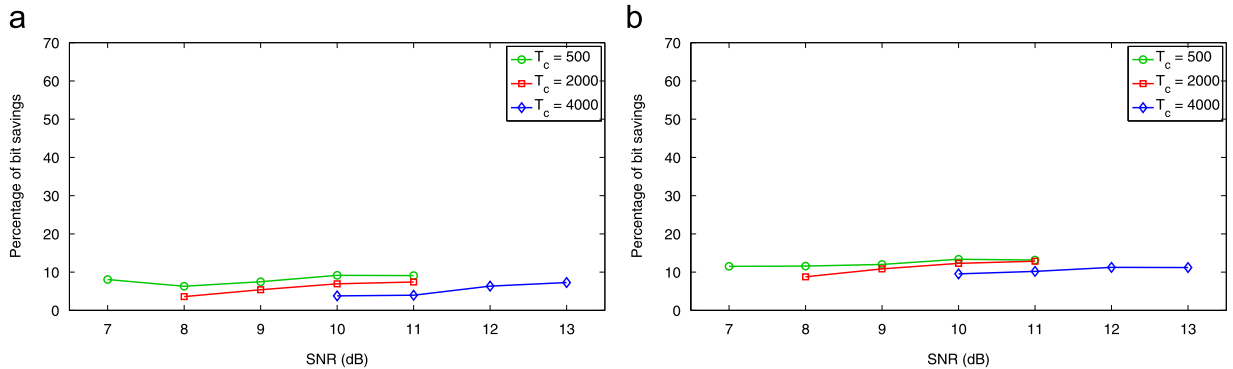 a
70
60
50
40
30
20
10
0
Percentage of bit savings
7 8 9 10 11 12 13
SNR (dB)
T_c = 500
T_c = 2000
T_c = 4000
b
70
60
50
40
30
20
10
0
Percentage of bit savings
7 8 9 10 11 12 13
SNR (dB)
T_c = 500
T_c = 2000
T_c = 4000